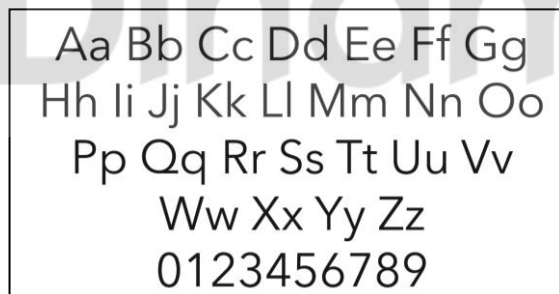 Aa Bb Cc Dd Ee Ff Gg
Hh Ii Jj Kk Ll Mm Nn Oo
Pp Qq Rr Ss Tt Uu Vv
Ww Xx Yy Zz
0123456789